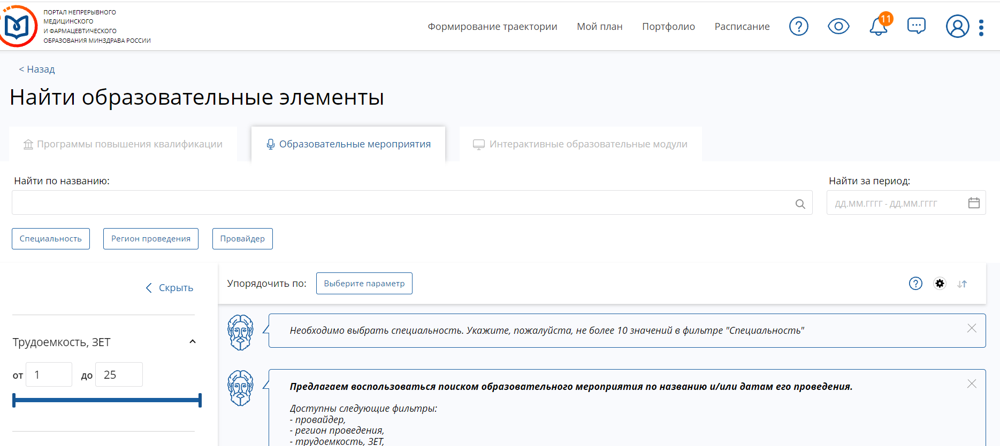 ПОРТАЛ НЕПРЕРЫВНОГО
МЕДИЦИНСКОГО
И ФАРМАЦЕВТИЧЕСКОГО
ОБРАЗОВАНИЯ МИНЗДРАВА РОССИИ
Формирование траектории
Мой план
Портфолио
Расписание
?
11
< Назад
Найти образовательные элементы
Программы повышения квалификации
Образовательные мероприятия
Интерактивные образовательные модули
Найти по названию:
Найти за период:
ДД.ММ.ГГГГ - ДД.ММ.ГГГГ
Специальность
Регион проведения
Провайдер
Скрыть
Упорядочить по:
Выберите параметр
?
Необходимо выбрать специальность. Укажите, пожалуйста, не более 10 значений в фильтре "Специальность"
Трудоемкость, ЗЕТ
от 1 до 25
Предлагаем воспользоваться поиском образовательного мероприятия по названию и/или датам его проведения.
Доступны следующие фильтры:
- провайдер,
- регион проведения,
- трудоемкость, ЗЕТ,